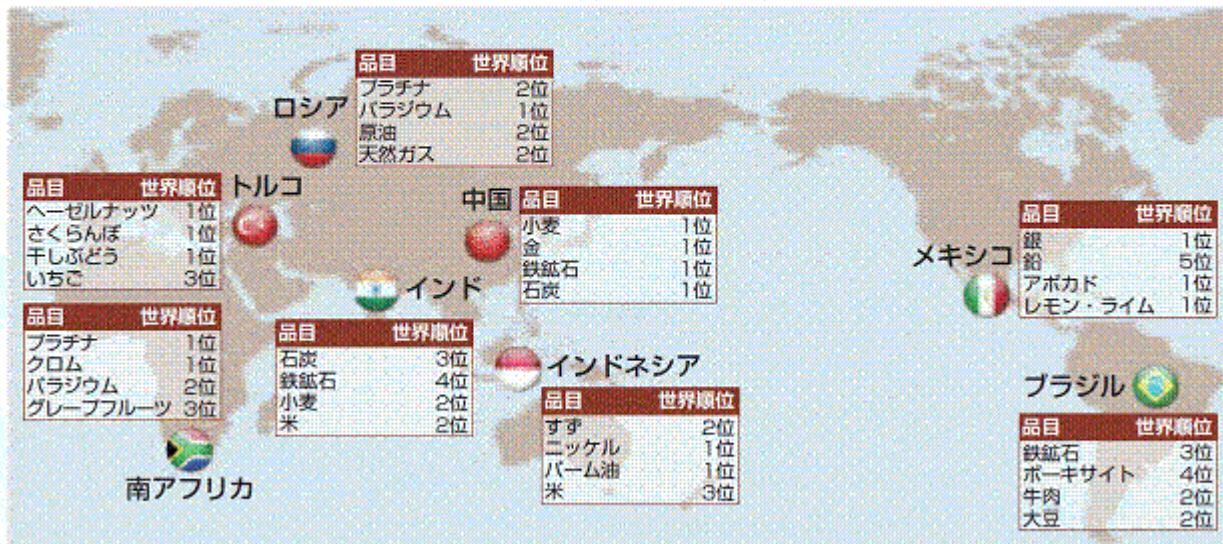 ロシア
品目 世界順位
プラチナ 2位
パラジウム 1位
原油 2位
天然ガス 2位
トルコ
品目 世界順位
ヘーゼルナッツ 1位
さくらんぼ 1位
干しぶどう 1位
いちご 3位
中国
品目 世界順位
小麦 1位
金 1位
鉄鉱石 1位
石炭 1位
メキシコ
品目 世界順位
銀 1位
鉛 5位
アボカド 1位
レモン・ライム 1位
インド
品目 世界順位
石炭 3位
鉄鉱石 4位
小麦 2位
米 2位
品目 世界順位
プラチナ 1位
クロム 1位
パラジウム 2位
グレープフルーツ 3位
南アフリカ
インドネシア
品目 世界順位
すず 2位
ニッケル 1位
パーム油 1位
米 3位
ブラジル
品目 世界順位
鉄鉱石 3位
ボーキサイト 4位
牛肉 2位
大豆 2位